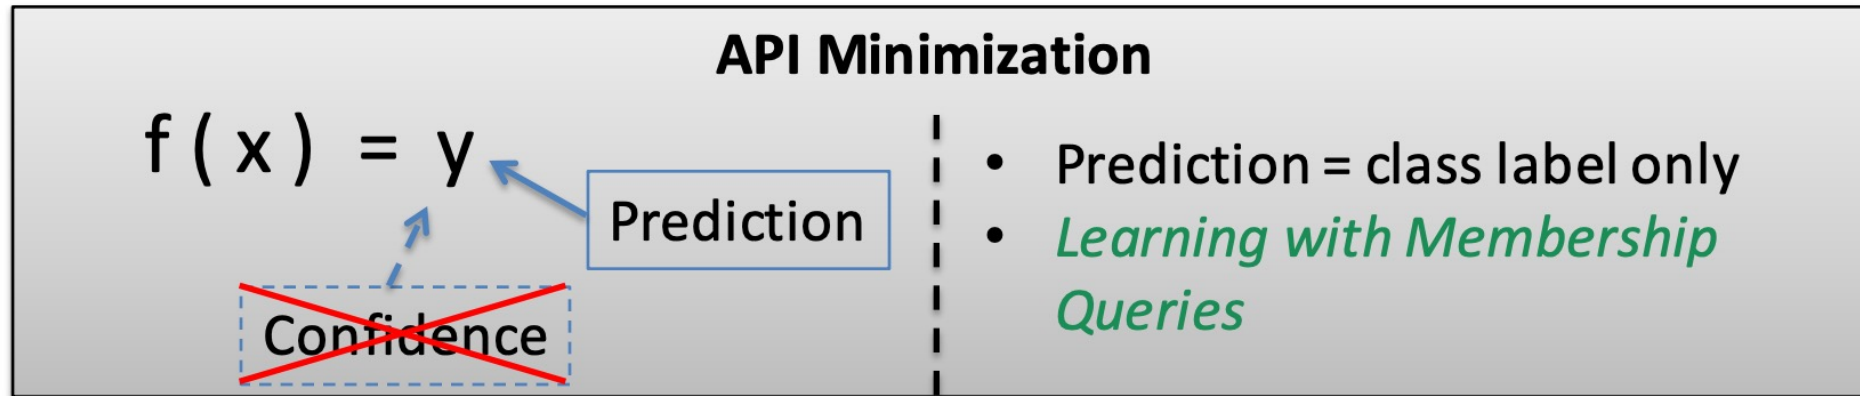 API Minimization
f ( x ) = y
Prediction
Confidence
• Prediction = class label only
• Learning with Membership
Queries